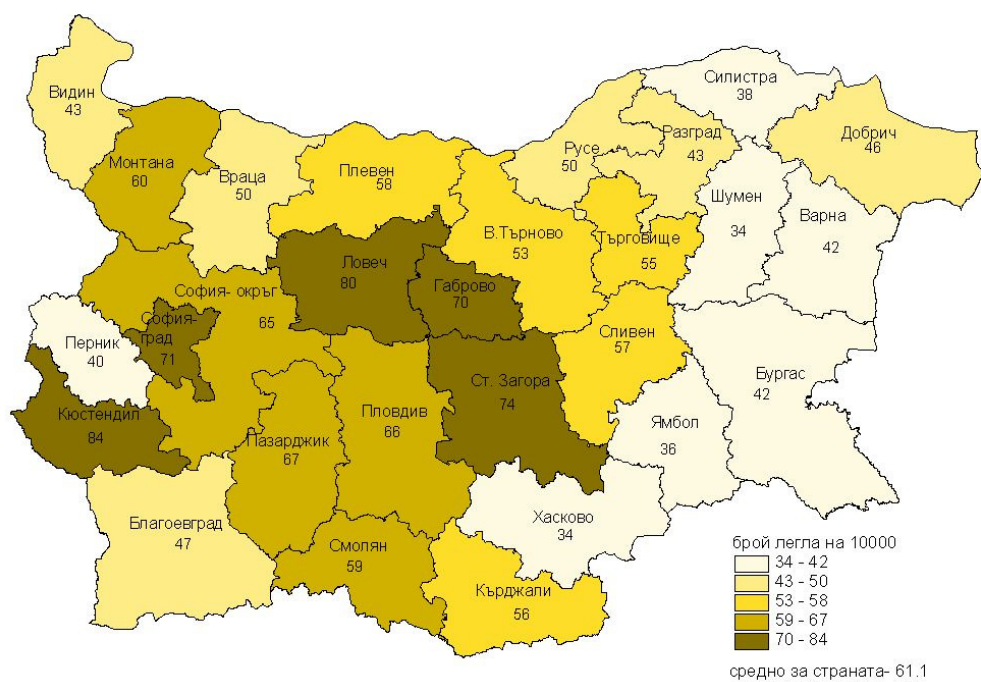 Видин
43
Монтана
60
Враца
50
Плевен
58
Ловеч
80
Габрово
70
В.Търново
53
Русе
50
Разград
43
Силистра
38
Добрич
46
Шумен
34
Варна
42
Търговище
55
Сливен
57
Бургас
42
Ямбол
36
Ст. Загора
74
Хасково
34
Кърджали
56
Смолян
59
Пловдив
66
Пазарджик
67
Благоевград
47
Кюстендил
84
Перник
40
София-
град
71
София- окръг
65
брой легла на 10000
34 - 42
43 - 50
53 - 58
59 - 67
70 - 84
средно за страната- 61.1